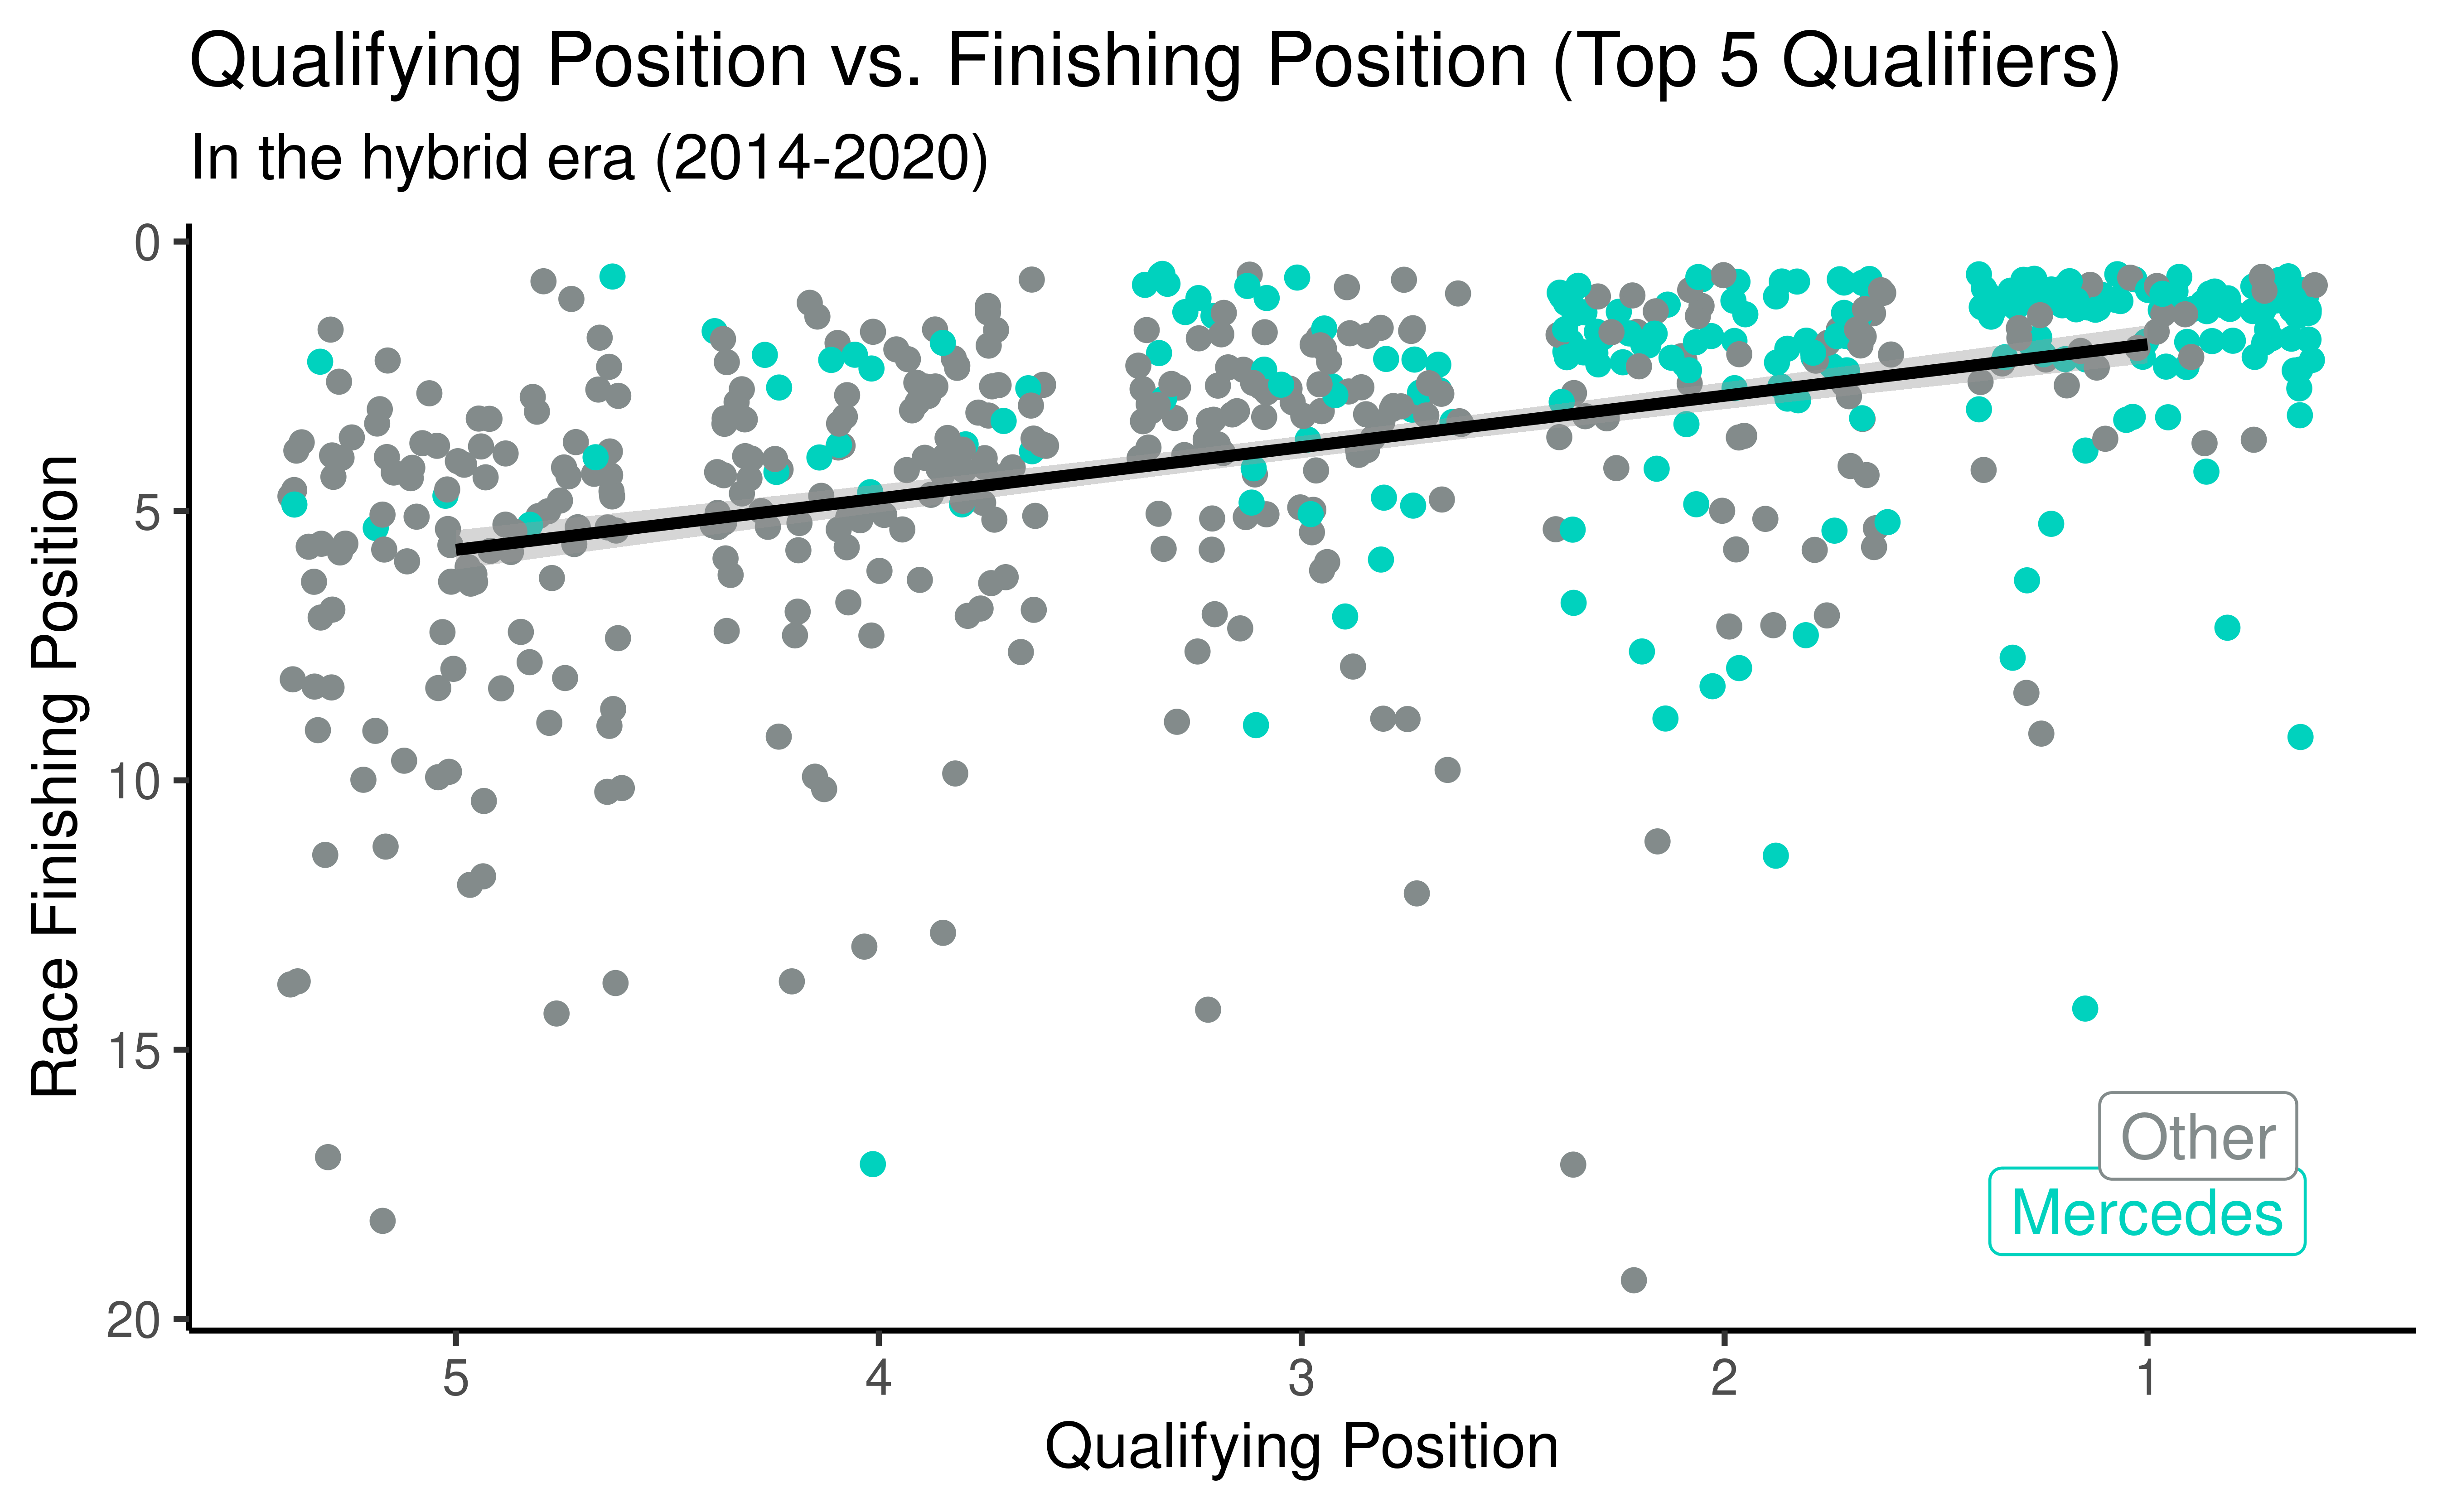 Qualifying Position vs. Finishing Position (Top 5 Qualifiers)
In the hybrid era (2014-2020)
Race Finishing Position
0
5
10
15
20
Other
Mercedes
5 4 3 2 1
Qualifying Position